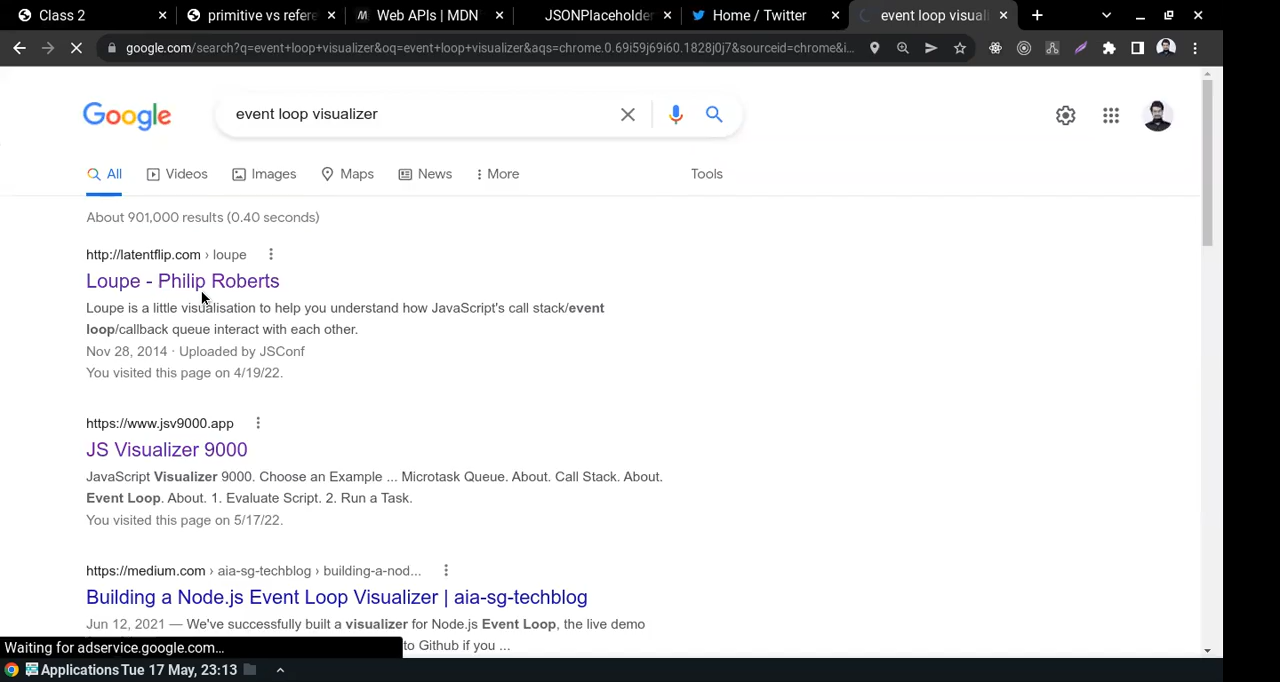 Class 2
primitive vs refere
Web APIs | MDN
JSONPlaceholde
Home / Twitter
event loop visuali
google.com/search?q=event+loop+visualizer&oq=event+loop+visualizer&aqs=chrome.0.69i59j69i60.1828j0j7&sourceid=chrome&i...
Google
event loop visualizer
All
Videos
Images
Maps
News
More
Tools
About 901,000 results (0.40 seconds)
http://latentflip.com › loupe
Loupe - Philip Roberts
Loupe is a little visualisation to help you understand how JavaScript's call stack/event
loop/callback queue interact with each other.
Nov 28, 2014 · Uploaded by JSConf
You visited this page on 4/19/22.
https://www.jsv9000.app
JS Visualizer 9000
JavaScript Visualizer 9000. Choose an Example ... Microtask Queue. About. Call Stack. About.
Event Loop. About. 1. Evaluate Script. 2. Run a Task.
You visited this page on 5/17/22.
https://medium.com › aia-sg-techblog › building-a-nod...
Building a Node.js Event Loop Visualizer | aia-sg-techblog
Jun 12, 2021 — We've successfully built a visualizer for Node.js Event Loop, the live demo
to Github if you ...
Waiting for adservice.google.com...
Applications Tue 17 May, 23:13